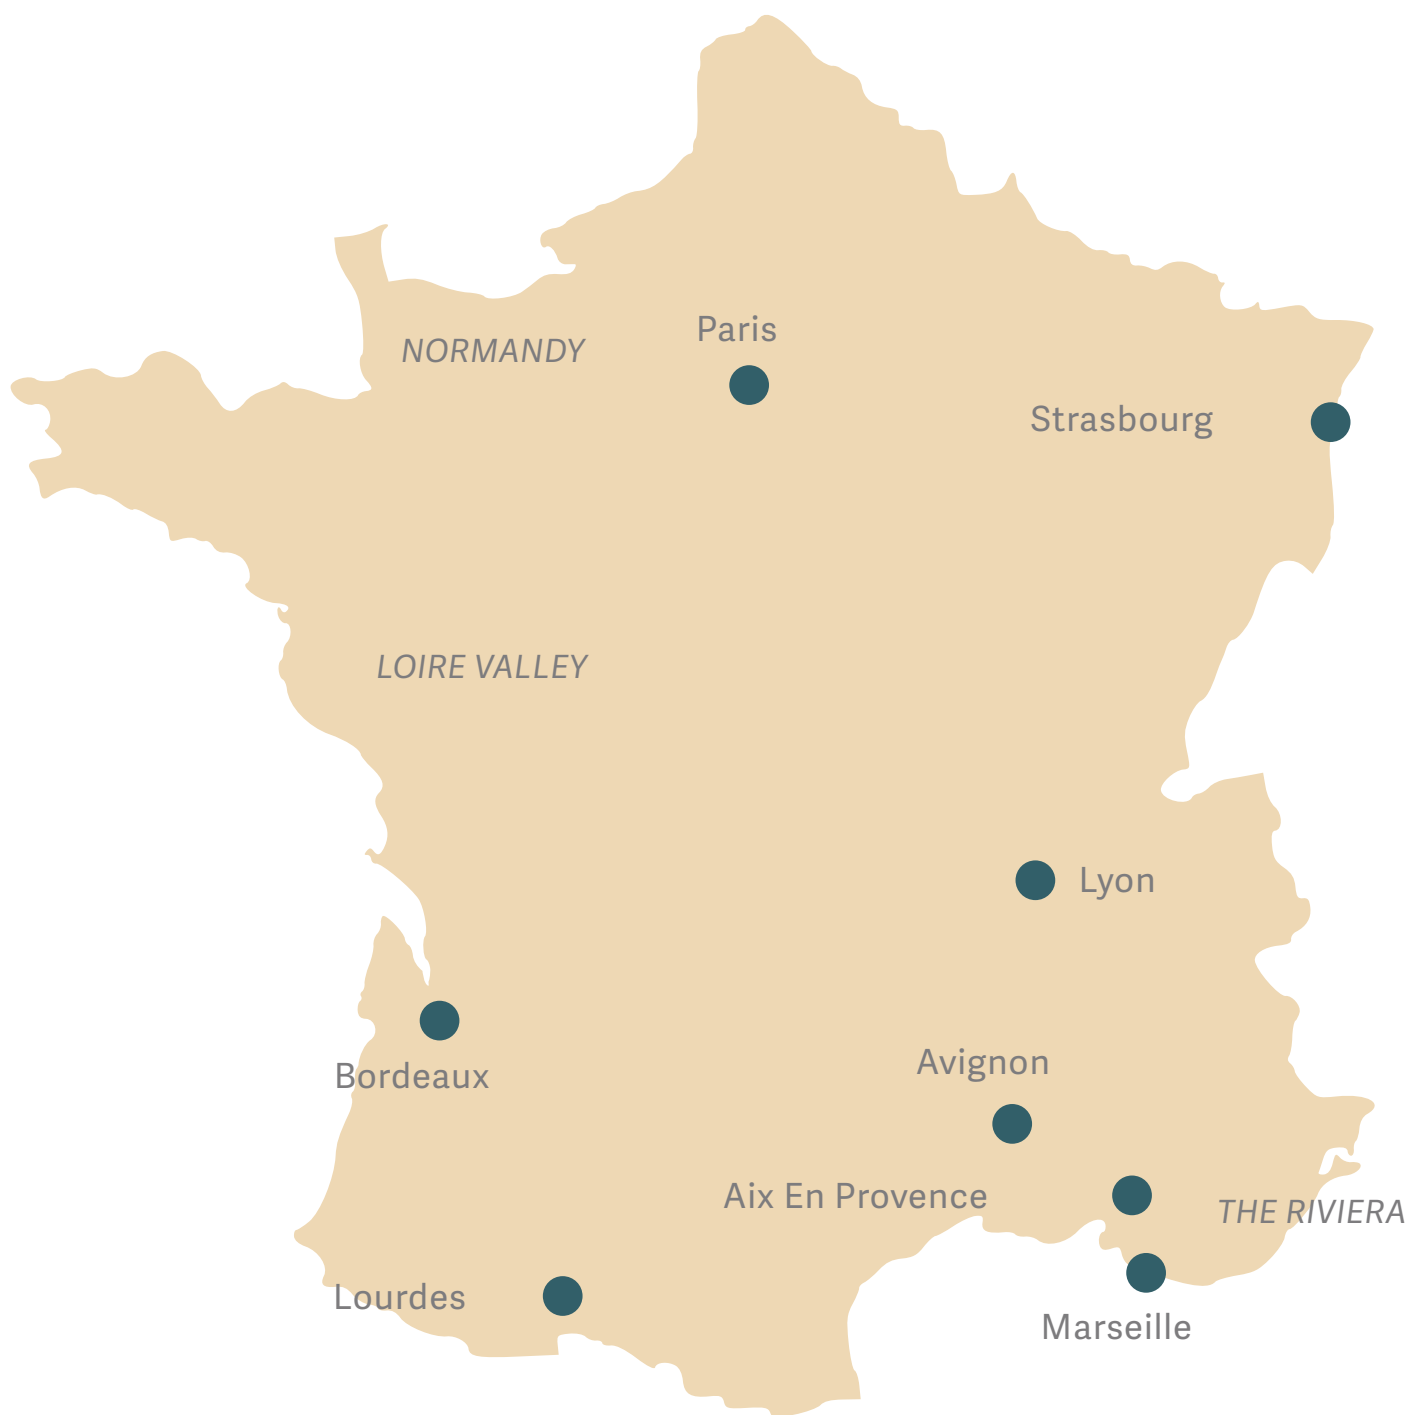 Paris
NORMANDY
Strasbourg
LOIRE VALLEY
Lyon
Avignon
Bordeaux
Aix En Provence
THE RIVIERA
Lourdes
Marseille